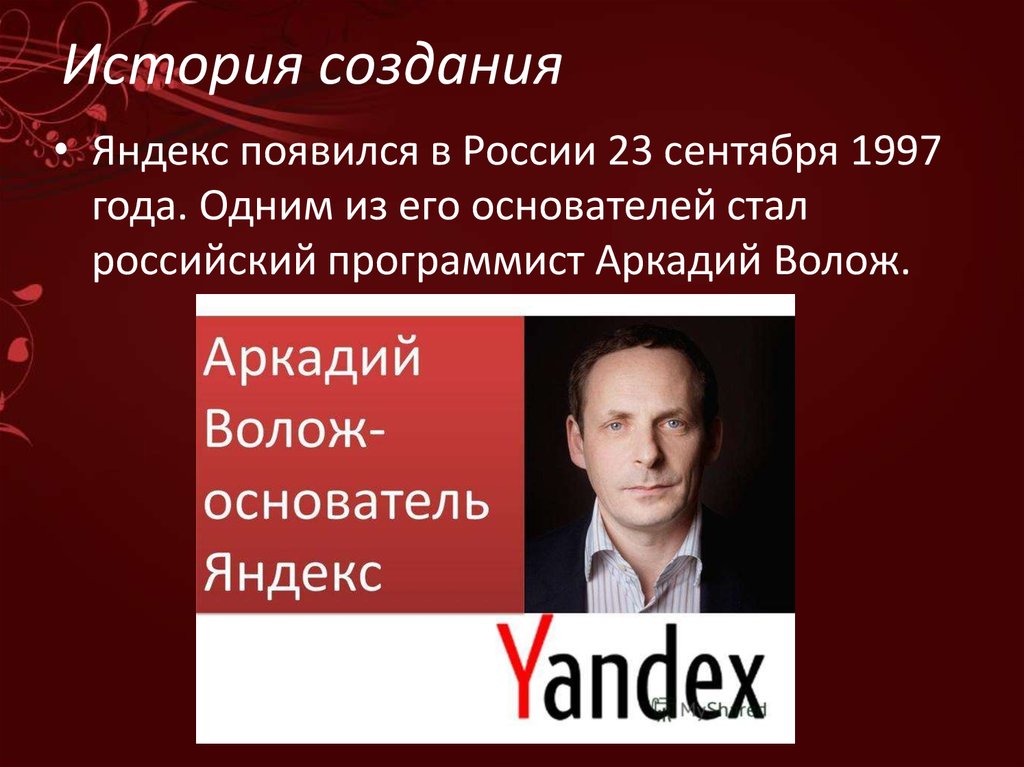 История создания
• Яндекс появился в России 23 сентября 1997
года. Одним из его основателей стал
российский программист Аркадий Волож.
Аркадий
Волож-
основатель
Яндекс
Yandex
MyShared